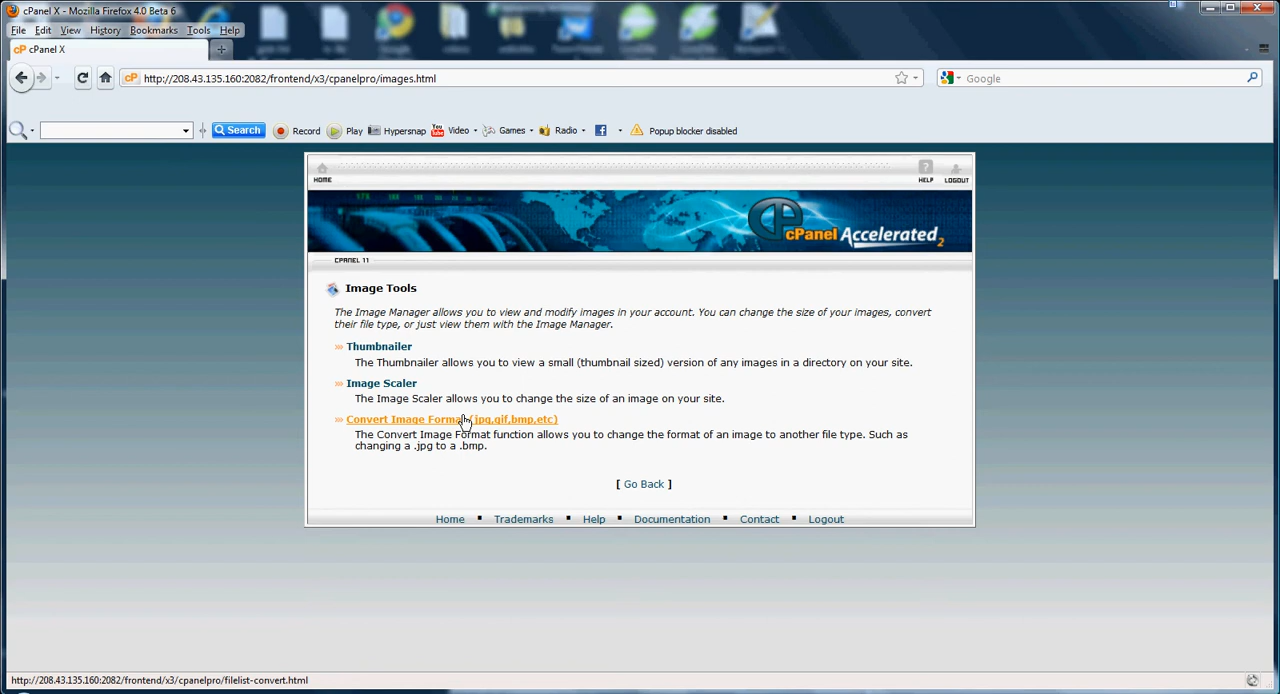 cPanel X - Mozilla Firefox 4.0 Beta 6
File Edit View History Bookmarks Tools Help
cP cPanel X
cP http://208.43.135.160:2082/frontend/x3/cpanelpro/images.html
Google
Search Record Play Hypersnap Video Games Radio Popup blocker disabled
HOME HELP LOGOUT
cPanel Accelerated2
CPANEL 11
Image Tools
The Image Manager allows you to view and modify images in your account. You can change the size of your images, convert
their file type, or just view them with the Image Manager.
Thumbnailer
The Thumbnailer allows you to view a small (thumbnail sized) version of any images in a directory on your site.
Image Scaler
The Image Scaler allows you to change the size of an image on your site.
Convert Image Format (jpg,gif,bmp,etc)
The Convert Image Format function allows you to change the format of an image to another file type. Such as
changing a .jpg to a .bmp.
[ Go Back ]
Home ▪ Trademarks ▪ Help ▪ Documentation ▪ Contact ▪ Logout
http://208.43.135.160:2082/frontend/x3/cpanelpro/filelist-convert.html